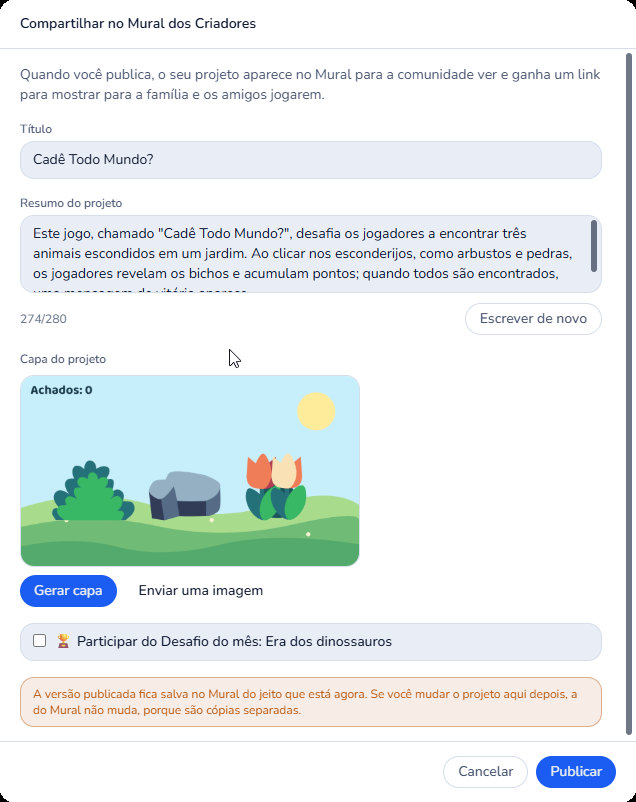 Compartilhar no Mural dos Criadores
Quando você publica, o seu projeto aparece no Mural para a comunidade ver e ganha um link
para mostrar para a família e os amigos jogarem.
Título
Cadê Todo Mundo?
Resumo do projeto
Este jogo, chamado "Cadê Todo Mundo?", desafia os jogadores a encontrar três
animais escondidos em um jardim. Ao clicar nos esconderijos, como arbustos e pedras,
os jogadores revelam os bichos e acumulam pontos; quando todos são encontrados,
uma mensagem de vitória aparece.
274/280
Escrever de novo
Capa do projeto
Achados: 0
Gerar capa
Enviar uma imagem
Participar do Desafio do mês: Era dos dinossauros
A versão publicada fica salva no Mural do jeito que está agora. Se você mudar o projeto aqui depois, a
do Mural não muda, porque são cópias separadas.
Cancelar
Publicar